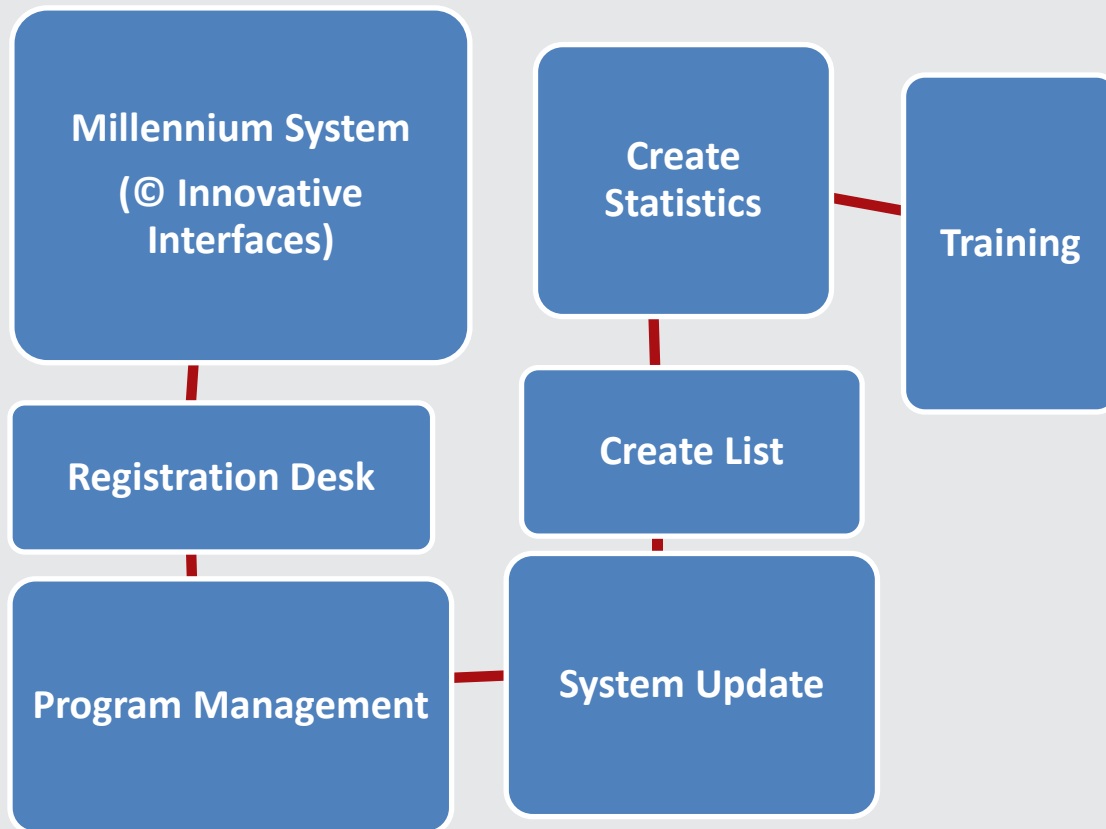 Millennium System
(© Innovative
Interfaces)
Registration Desk
Program Management
System Update
Create List
Create
Statistics
Training